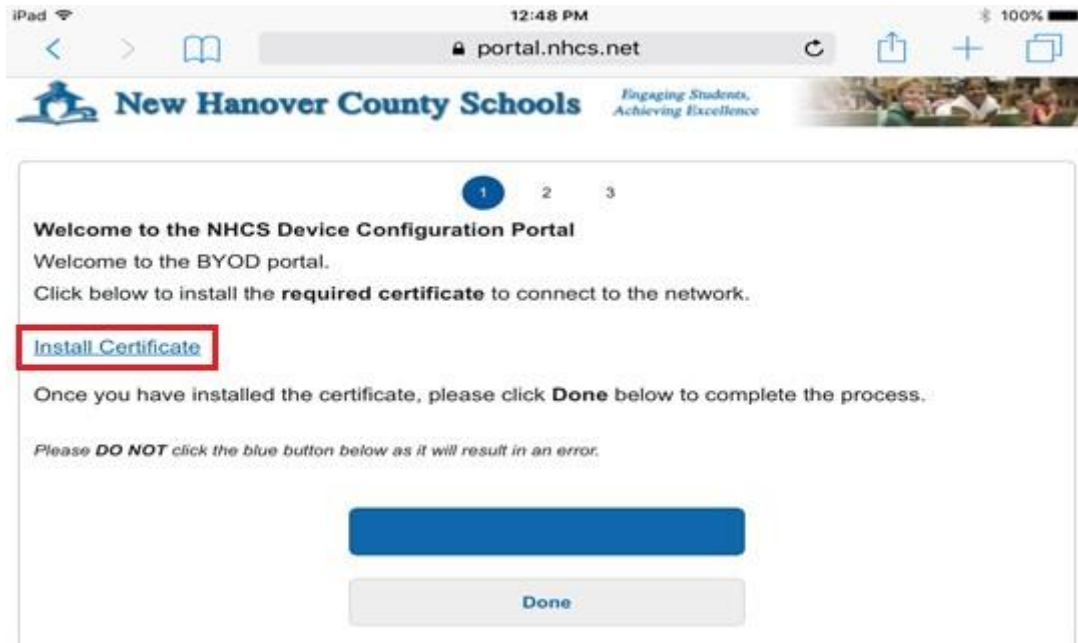 iPad 12:48 PM 100%
portal.nhcs.net
New Hanover County Schools
Engaging Students,
Achieving Excellence
1 2 3
Welcome to the NHCS Device Configuration Portal
Welcome to the BYOD portal.
Click below to install the required certificate to connect to the network.
Install Certificate
Once you have installed the certificate, please click Done below to complete the process.
Please DO NOT click the blue button below as it will result in an error.
Done